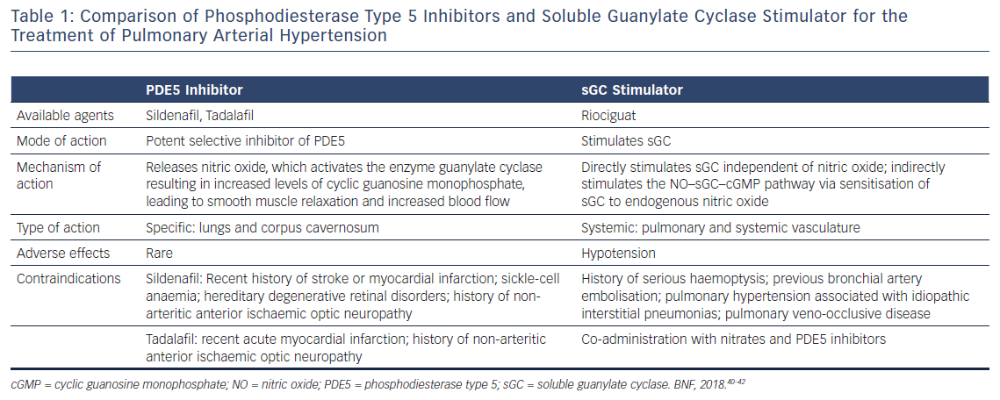 Table 1: Comparison of Phosphodiesterase Type 5 Inhibitors and Soluble Guanylate Cyclase Stimulator for the
Treatment of Pulmonary Arterial Hypertension
PDE5 Inhibitor sGC Stimulator
Available agents Sildenafil, Tadalafil Riociguat
Mode of action Potent selective inhibitor of PDE5 Stimulates sGC
Mechanism of Releases nitric oxide, which activates the enzyme guanylate cyclase Directly stimulates sGC independent of nitric oxide; indirectly
action resulting in increased levels of cyclic guanosine monophosphate, stimulates the NO–sGC–cGMP pathway via sensitisation of
leading to smooth muscle relaxation and increased blood flow sGC to endogenous nitric oxide
Type of action Specific: lungs and corpus cavernosum Systemic: pulmonary and systemic vasculature
Adverse effects Rare Hypotension
Contraindications Sildenafil: Recent history of stroke or myocardial infarction; sickle-cell History of serious haemoptysis; previous bronchial artery
anaemia; hereditary degenerative retinal disorders; history of non- embolisation; pulmonary hypertension associated with idiopathic
arteritic anterior ischaemic optic neuropathy interstitial pneumonias; pulmonary veno-occlusive disease
Tadalafil: recent acute myocardial infarction; history of non-arteritic Co-administration with nitrates and PDE5 inhibitors
anterior ischaemic optic neuropathy
cGMP = cyclic guanosine monophosphate; NO = nitric oxide; PDE5 = phosphodiesterase type 5; sGC = soluble guanylate cyclase. BNF, 2018.40-42